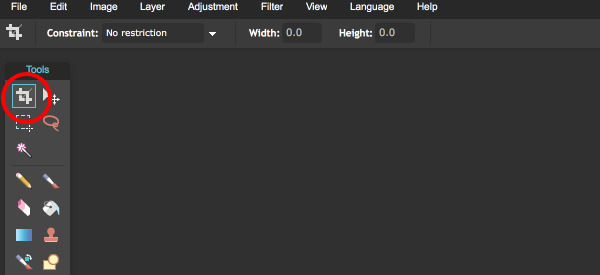 File Edit Image Layer Adjustment Filter View Language Help
Constraint: No restriction Width: 0.0 Height: 0.0
Tools